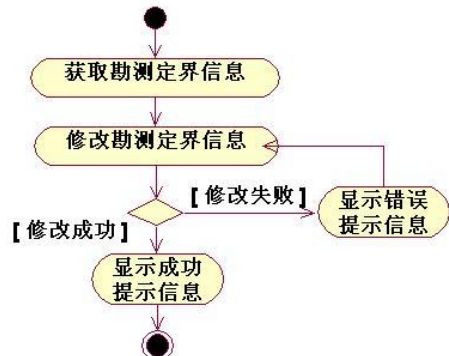 获取勘测定界信息
修改勘测定界信息
[修改失败]
显示错误
提示信息
[修改成功]
显示成功
提示信息